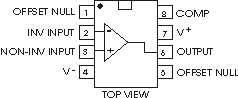 OFFSET NULL 1 8 COMP
INV INPUT 2 7 V+
NON-INV INPUT 3 6 OUTPUT
V- 4 5 OFFSET NULL
TOP VIEW